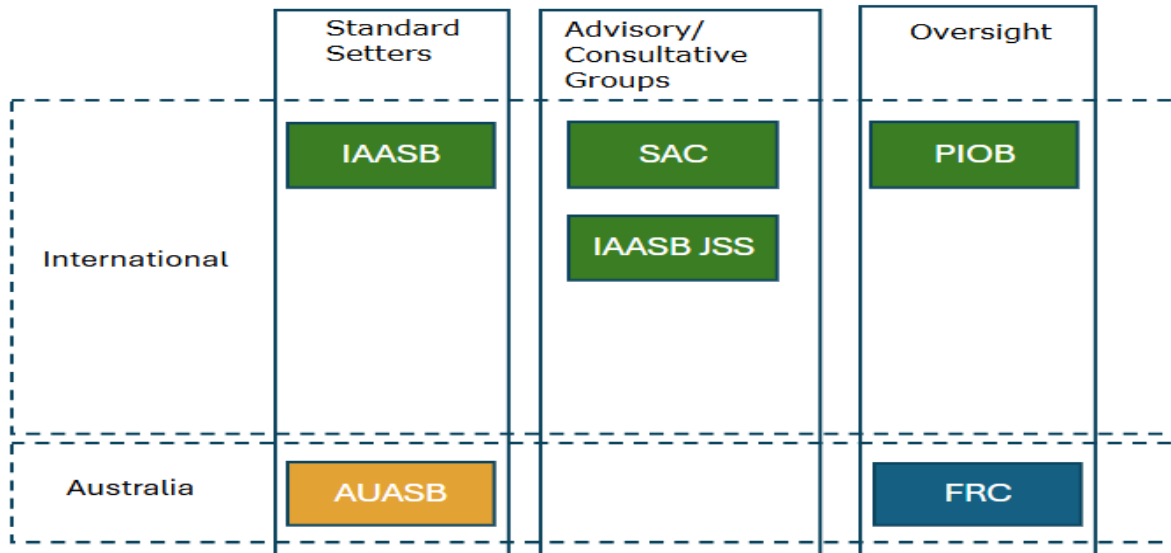 Standard
Setters
Advisory/
Consultative
Groups
Oversight
International
IAASB
SAC
PIOB
IAASB JSS
Australia
AUASB
FRC